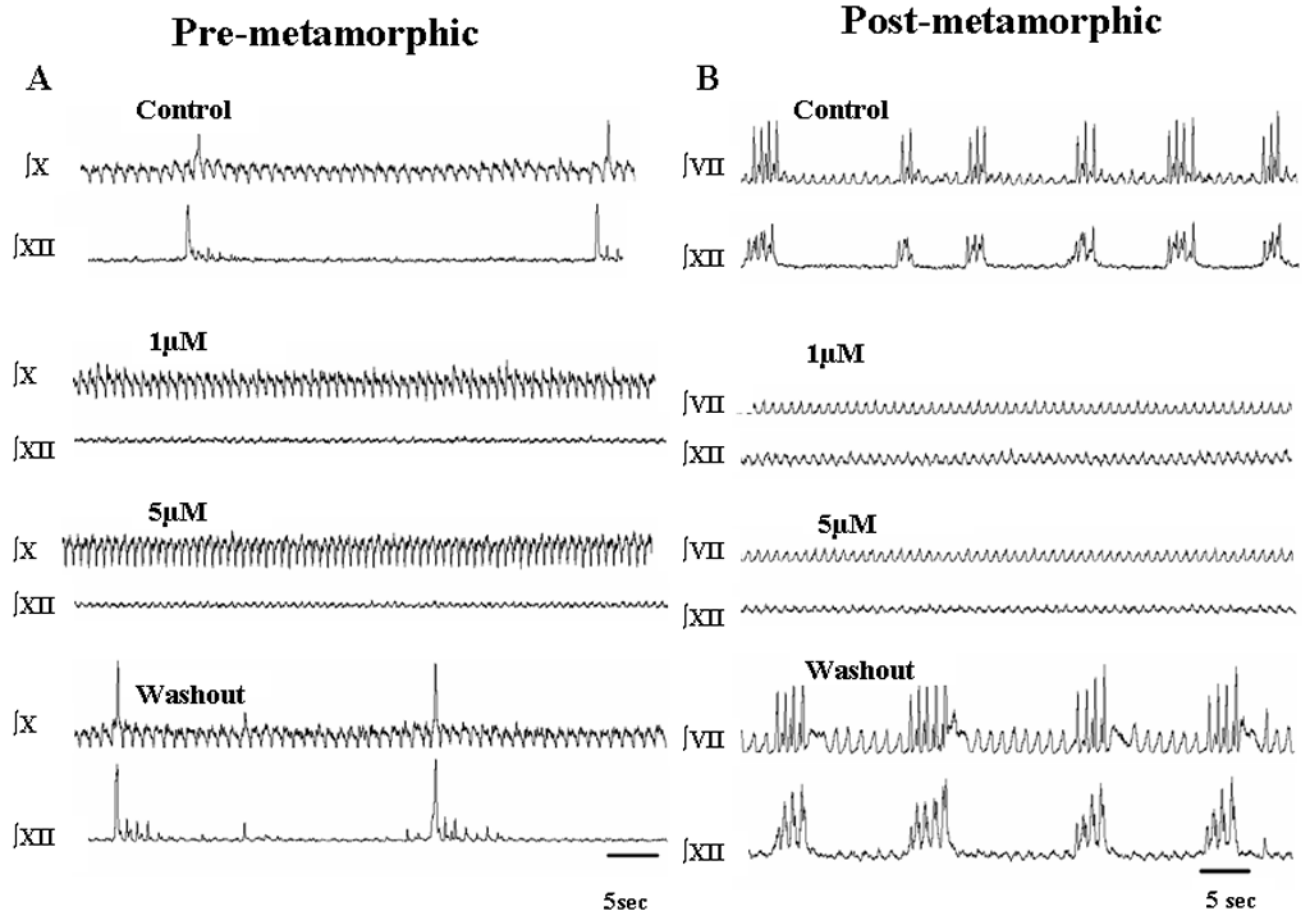 Pre-metamorphic
Post-metamorphic
A
Control
∫X
∫XII
1μM
∫X
∫XII
5μM
∫X
∫XII
Washout
∫X
∫XII
5sec
B
Control
∫VII
∫XII
1μM
∫VII
∫XII
5μM
∫VII
∫XII
Washout
∫VII
∫XII
5 sec